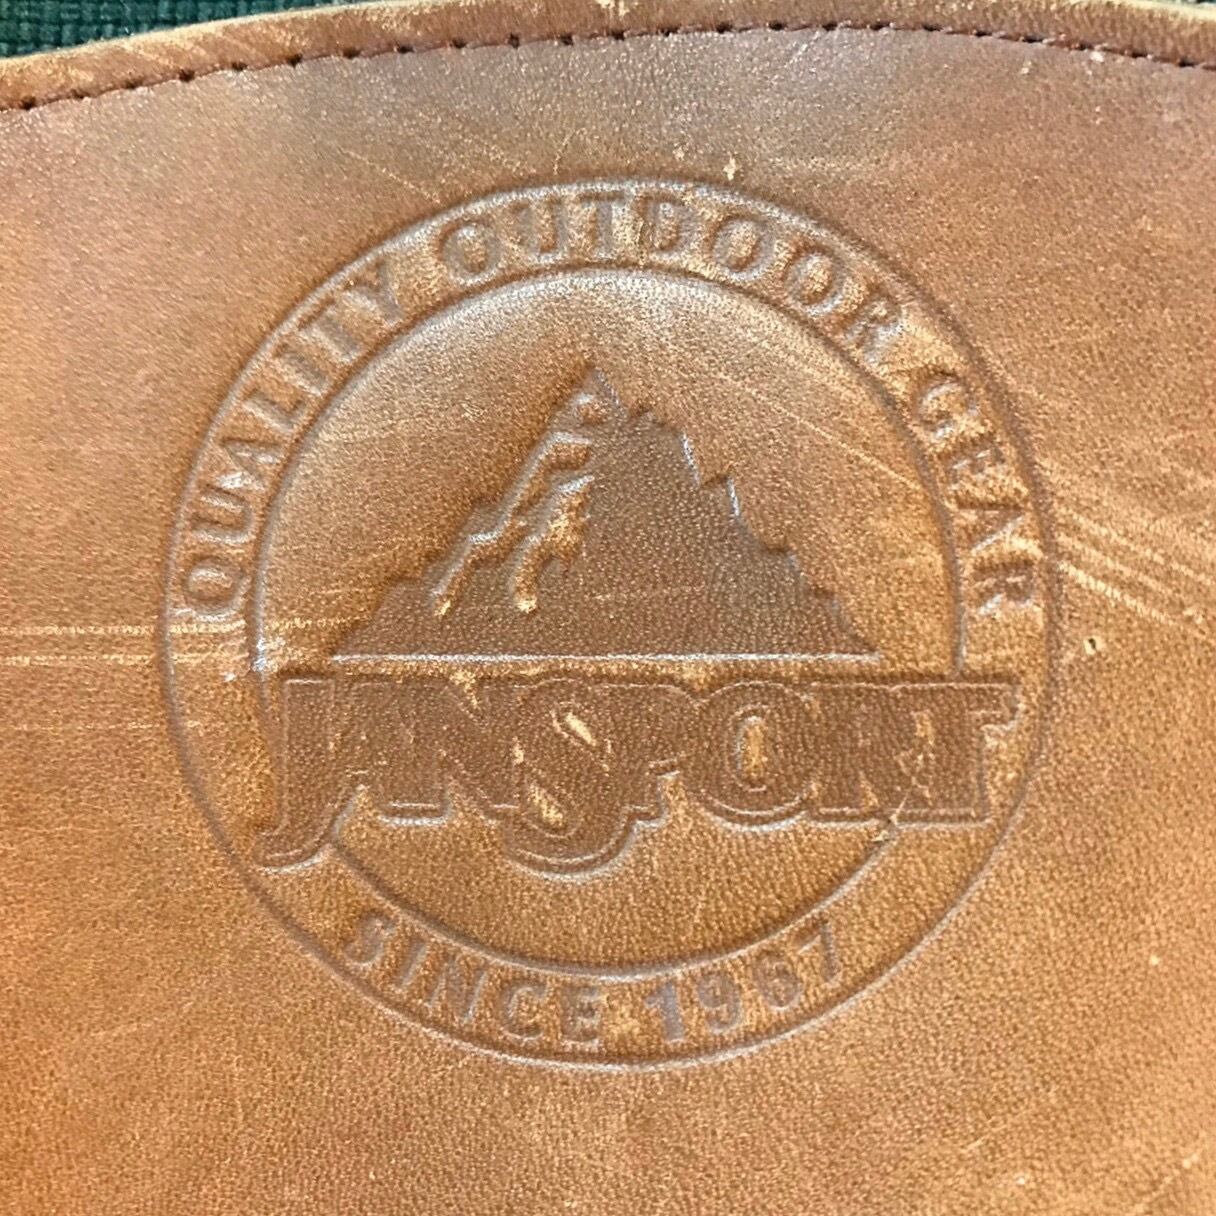 QUALITY OUTDOOR GEAR
JANSPORT
SINCE 1967